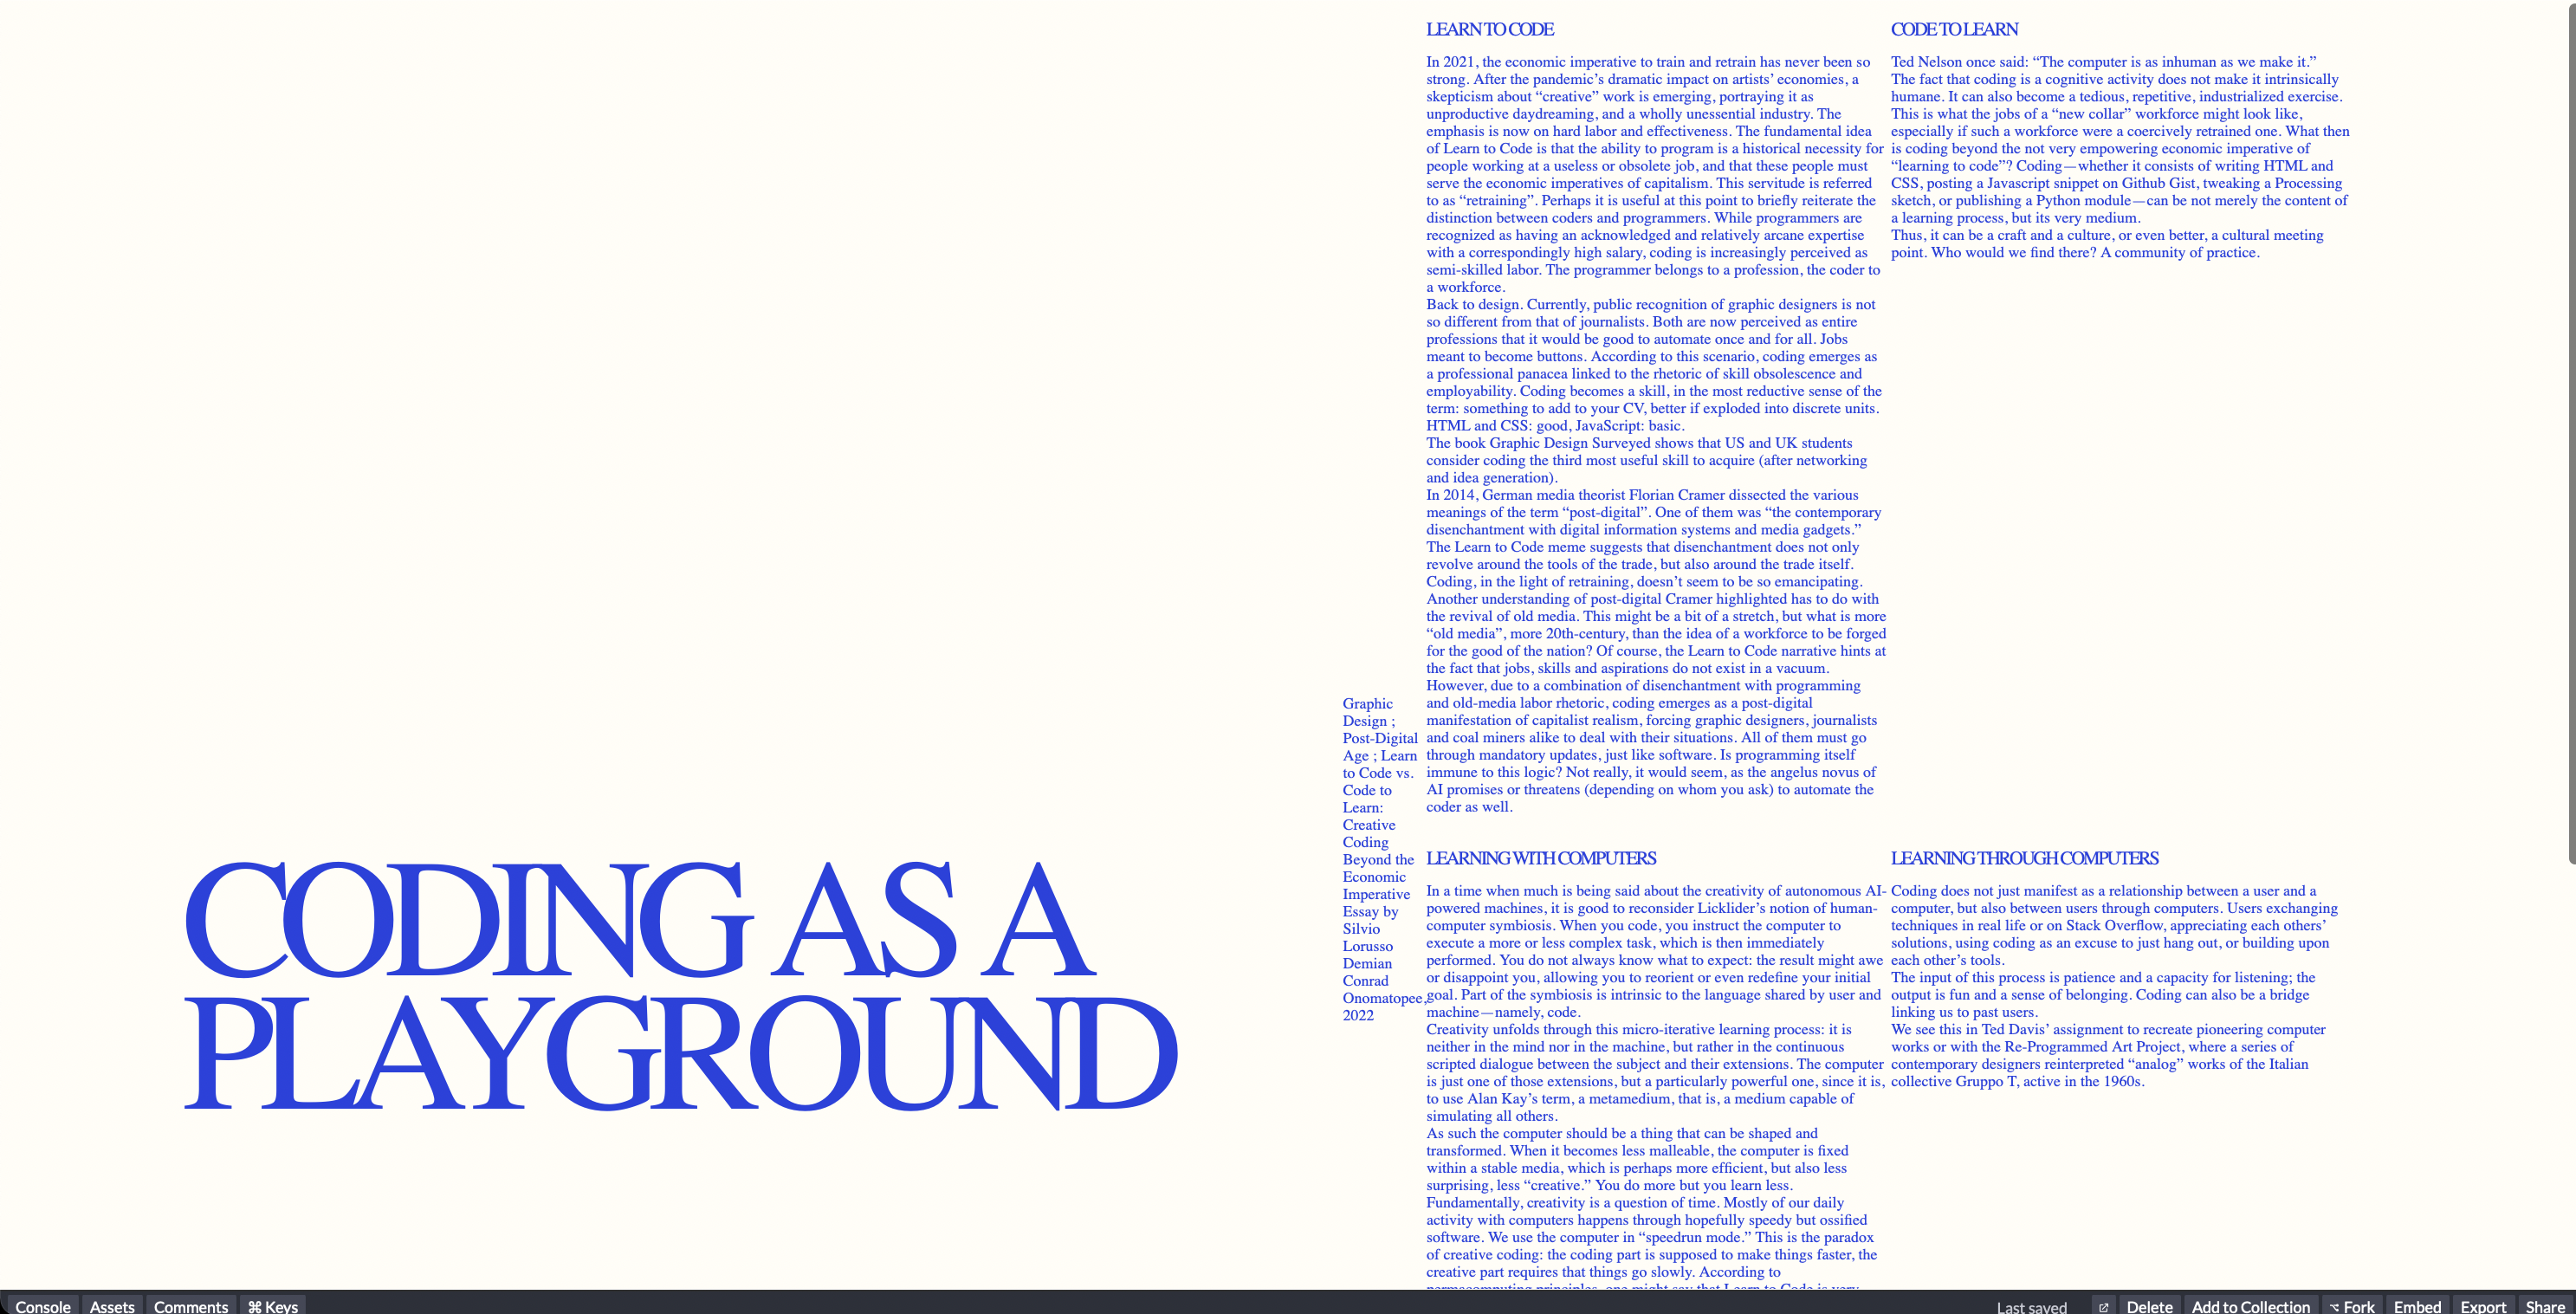 CODING AS A
PLAYGROUND
Graphic
Design ;
Post-Digital
Age ; Learn
to Code vs.
Code to
Learn:
Creative
Coding
Beyond the
Economic
Imperative
Essay by
Silvio
Lorusso
Demian
Conrad
Onomatopee,
2022
LEARN TO CODE
In 2021, the economic imperative to train and retrain has never been so
strong. After the pandemic’s dramatic impact on artists’ economies, a
skepticism about “creative” work is emerging, portraying it as
unproductive daydreaming, and a wholly unessential industry. The
emphasis is now on hard labor and effectiveness. The fundamental idea
of Learn to Code is that the ability to program is a historical necessity for
people working at a useless or obsolete job, and that these people must
serve the economic imperatives of capitalism. This servitude is referred
to as “retraining”. Perhaps it is useful at this point to briefly reiterate the
distinction between coders and programmers. While programmers are
recognized as having an acknowledged and relatively arcane expertise
with a correspondingly high salary, coding is increasingly perceived as
semi-skilled labor. The programmer belongs to a profession, the coder to
a workforce.
Back to design. Currently, public recognition of graphic designers is not
so different from that of journalists. Both are now perceived as entire
professions that it would be good to automate once and for all. Jobs
meant to become buttons. According to this scenario, coding emerges as
a professional panacea linked to the rhetoric of skill obsolescence and
employability. Coding becomes a skill, in the most reductive sense of the
term: something to add to your CV, better if exploded into discrete units.
HTML and CSS: good, JavaScript: basic.
The book Graphic Design Surveyed shows that US and UK students
consider coding the third most useful skill to acquire (after networking
and idea generation).
In 2014, German media theorist Florian Cramer dissected the various
meanings of the term “post-digital”. One of them was “the contemporary
disenchantment with digital information systems and media gadgets.”
The Learn to Code meme suggests that disenchantment does not only
revolve around the tools of the trade, but also around the trade itself.
Coding, in the light of retraining, doesn’t seem to be so emancipating.
Another understanding of post-digital Cramer highlighted has to do with
the revival of old media. This might be a bit of a stretch, but what is more
“old media”, more 20th-century, than the idea of a workforce to be forged
for the good of the nation? Of course, the Learn to Code narrative hints at
the fact that jobs, skills and aspirations do not exist in a vacuum.
However, due to a combination of disenchantment with programming
and old-media labor rhetoric, coding emerges as a post-digital
manifestation of capitalist realism, forcing graphic designers, journalists
and coal miners alike to deal with their situations. All of them must go
through mandatory updates, just like software. Is programming itself
immune to this logic? Not really, it would seem, as the angelus novus of
AI promises or threatens (depending on whom you ask) to automate the
coder as well.
CODE TO LEARN
Ted Nelson once said: “The computer is as inhuman as we make it.”
The fact that coding is a cognitive activity does not make it intrinsically
humane. It can also become a tedious, repetitive, industrialized exercise.
This is what the jobs of a “new collar” workforce might look like,
especially if such a workforce were a coercively retrained one. What then
is coding beyond the not very empowering economic imperative of
“learning to code”? Coding—whether it consists of writing HTML and
CSS, posting a Javascript snippet on Github Gist, tweaking a Processing
sketch, or publishing a Python module—can be not merely the content of
a learning process, but its very medium.
Thus, it can be a craft and a culture, or even better, a cultural meeting
point. Who would we find there? A community of practice.
LEARNING WITH COMPUTERS
In a time when much is being said about the creativity of autonomous AI-
powered machines, it is good to reconsider Licklider’s notion of human-
computer symbiosis. When you code, you instruct the computer to
execute a more or less complex task, which is then immediately
performed. You do not always know what to expect: the result might awe
or disappoint you, allowing you to reorient or even redefine your initial
goal. Part of the symbiosis is intrinsic to the language shared by user and
machine—namely, code.
Creativity unfolds through this micro-iterative learning process: it is
neither in the mind nor in the machine, but rather in the continuous
scripted dialogue between the subject and their extensions. The computer
is just one of those extensions, but a particularly powerful one, since it is,
to use Alan Kay’s term, a metamedium, that is, a medium capable of
simulating all others.
As such the computer should be a thing that can be shaped and
transformed. When it becomes less malleable, the computer is fixed
within a stable media, which is perhaps more efficient, but also less
surprising, less “creative.” You do more but you learn less.
Fundamentally, creativity is a question of time. Mostly of our daily
activity with computers happens through hopefully speedy but ossified
software. We use the computer in “speedrun mode.” This is the paradox
of creative coding: the coding part is supposed to make things faster, the
creative part requires that things go slowly. According to
permacomputing principles, one might say that Learn to Code is very
LEARNING THROUGH COMPUTERS
Coding does not just manifest as a relationship between a user and a
computer, but also between users through computers. Users exchanging
techniques in real life or on Stack Overflow, appreciating each others’
solutions, using coding as an excuse to just hang out, or building upon
each other’s tools.
The input of this process is patience and a capacity for listening; the
output is fun and a sense of belonging. Coding can also be a bridge
linking us to past users.
We see this in Ted Davis’ assignment to recreate pioneering computer
works or with the Re-Programmed Art Project, where a series of
contemporary designers reinterpreted “analog” works of the Italian
collective Gruppo T, active in the 1960s.
Console Assets Comments ⌘ Keys Last saved Delete Add to Collection ⌥ Fork Embed Export Share